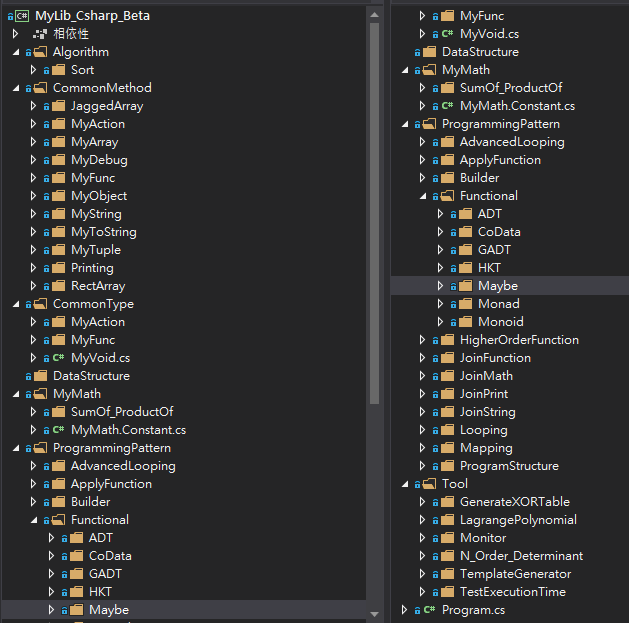 MyLib_Csharp_Beta
相依性
Algorithm
Sort
CommonMethod
JaggedArray
MyAction
MyArray
MyDebug
MyFunc
MyObject
MyString
MyToString
MyTuple
Printing
RectArray
CommonType
MyAction
MyFunc
C# MyVoid.cs
DataStructure
MyMath
SumOf_ProductOf
C# MyMath.Constant.cs
ProgrammingPattern
AdvancedLooping
ApplyFunction
Builder
Functional
ADT
CoData
GADT
HKT
Maybe
MyFunc
C# MyVoid.cs
DataStructure
MyMath
SumOf_ProductOf
C# MyMath.Constant.cs
ProgrammingPattern
AdvancedLooping
ApplyFunction
Builder
Functional
ADT
CoData
GADT
HKT
Maybe
Monad
Monoid
HigherOrderFunction
JoinFunction
JoinMath
JoinPrint
JoinString
Looping
Mapping
ProgramStructure
Tool
GenerateXORTable
LagrangePolynomial
Monitor
N_Order_Determinant
TemplateGenerator
TestExecutionTime
C# Program.cs